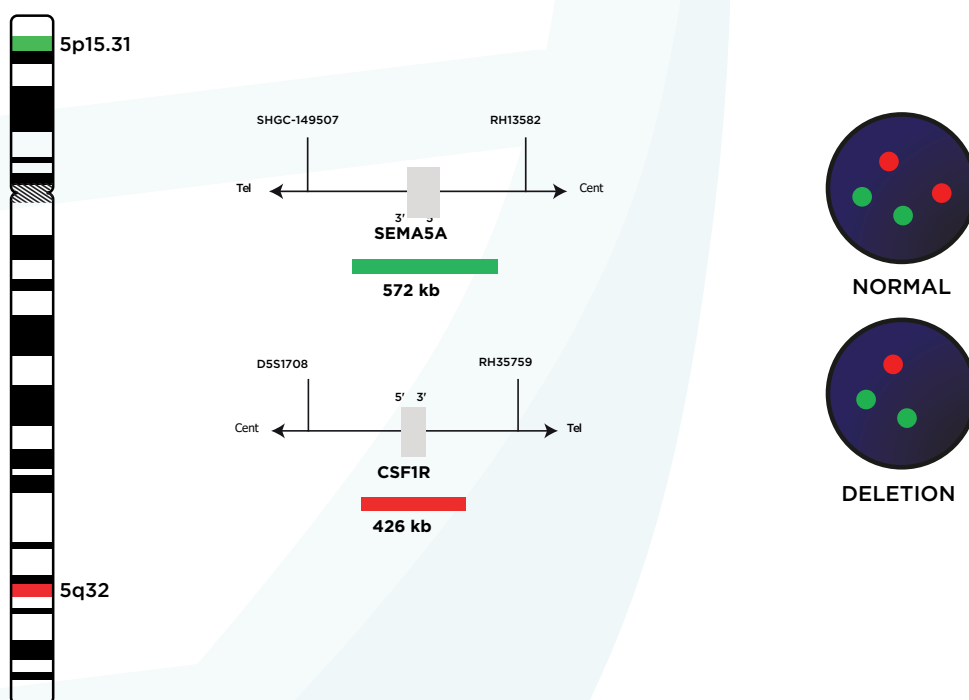 5p15.31
SHGC-149507 RH13582
Tel Cent
3'
SEMA5A
572 kb
NORMAL
D5S1708 RH35759
5' 3'
Cent Tel
CSF1R
426 kb
DELETION
5q32